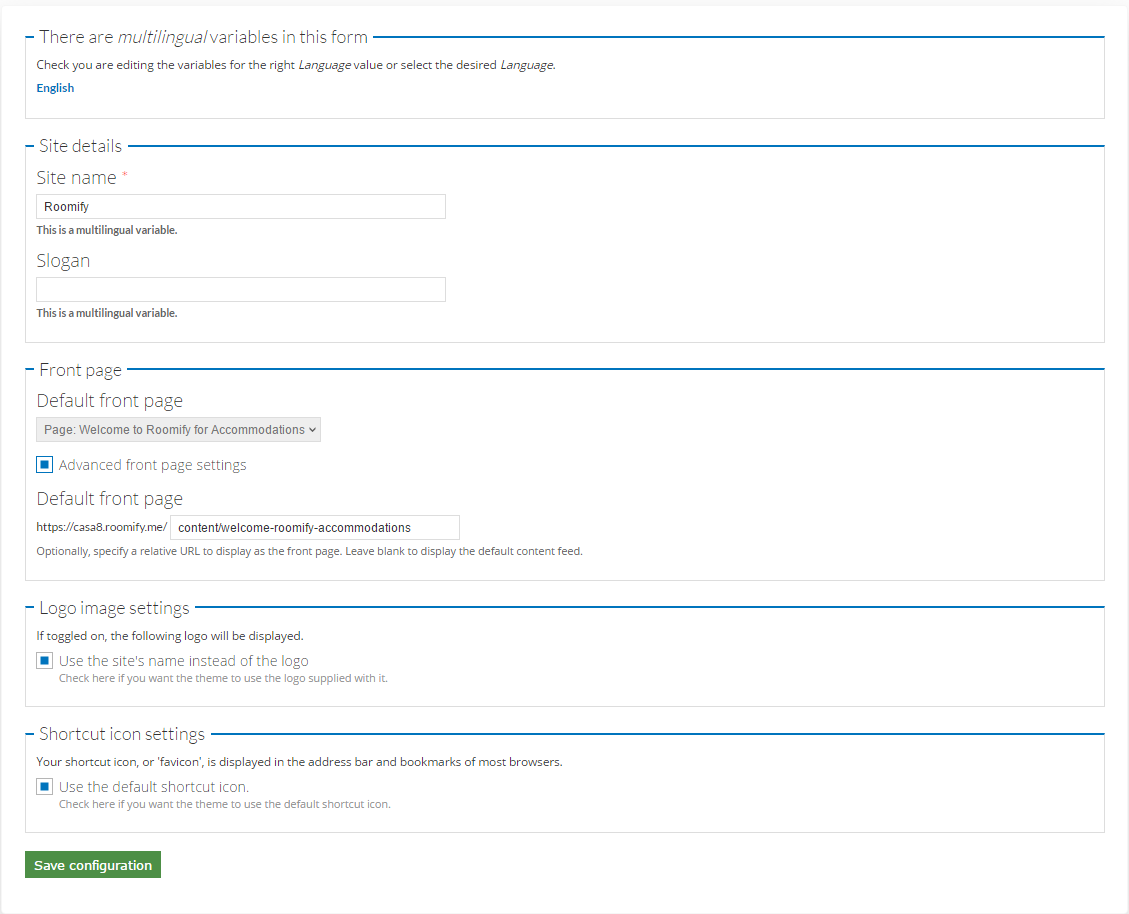 There are multilingual variables in this form
Check you are editing the variables for the right Language value or select the desired Language.
English
Site details
Site name *
Roomify
This is a multilingual variable.
Slogan
This is a multilingual variable.
Front page
Default front page
Page: Welcome to Roomify for Accommodations
Advanced front page settings
Default front page
https://casa8.roomify.me/ content/welcome-roomify-accommodations
Optionally, specify a relative URL to display as the front page. Leave blank to display the default content feed.
Logo image settings
If toggled on, the following logo will be displayed.
Use the site's name instead of the logo
Check here if you want the theme to use the logo supplied with it.
Shortcut icon settings
Your shortcut icon, or 'favicon', is displayed in the address bar and bookmarks of most browsers.
Use the default shortcut icon.
Check here if you want the theme to use the default shortcut icon.
Save configuration